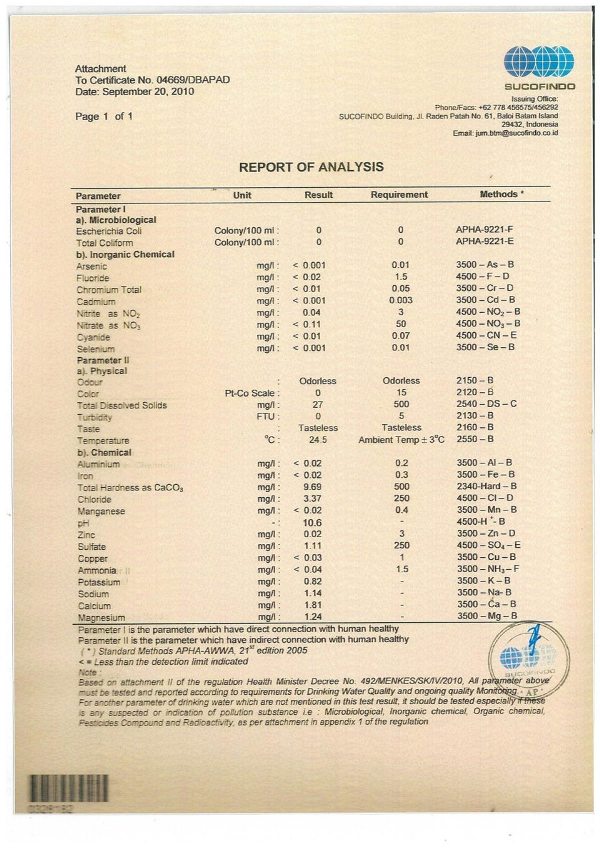 Attachment
To Certificate No. 04669/DBAPAD
Date: September 20, 2010
Page 1 of 1
SUCOFINDO
Issuing Office:
Phone/Facs: +62 778 456575/456292
SUCOFINDO Building, Jl. Raden Patah No. 61, Baloi Batam Island
29432, Indonesia
Email: jum.btm@sucofindo.co.id
REPORT OF ANALYSIS
Parameter Unit Result Requirement Methods *
Parameter I
a). Microbiological
Escherichia Coli Colony/100 ml : 0 0 APHA-9221-F
Total Coliform Colony/100 ml : 0 0 APHA-9221-E
b). Inorganic Chemical
Arsenic mg/l : < 0.001 0.01 3500 – As – B
Fluoride mg/l : < 0.02 1.5 4500 – F – D
Chromium Total mg/l : < 0.01 0.05 3500 – Cr – D
Cadmium mg/l : < 0.001 0.003 3500 – Cd – B
Nitrite as NO₂ mg/l : 0.04 3 4500 – NO₂ – B
Nitrate as NO₃ mg/l : < 0.11 50 4500 – NO₃ – B
Cyanide mg/l : < 0.01 0.07 4500 – CN – E
Selenium mg/l : < 0.001 0.01 3500 – Se – B
Parameter II
a). Physical
Odour : Odorless Odorless 2150 – B
Color Pt-Co Scale : 0 15 2120 – B
Total Dissolved Solids mg/l : 27 500 2540 – DS – C
Turbidity FTU : 0 5 2130 – B
Taste : Tasteless Tasteless 2160 – B
Temperature °C : 24.5 Ambient Temp ± 3°C 2550 – B
b). Chemical
Aluminium mg/l : < 0.02 0.2 3500 – Al – B
Iron mg/l : < 0.02 0.3 3500 – Fe – B
Total Hardness as CaCO₃ mg/l : 9.69 500 2340-Hard – B
Chloride mg/l : 3.37 250 4500 – Cl – D
Manganese mg/l : < 0.02 0.4 3500 – Mn – B
pH - : 10.6 - 4500-H⁺- B
Zinc mg/l : 0.02 3 3500 – Zn – D
Sulfate mg/l : 1.11 250 4500 – SO₄ – E
Copper mg/l : < 0.03 1 3500 – Cu – B
Ammonia mg/l : < 0.04 1.5 3500 – NH₃ – F
Potassium mg/l : 0.82 - 3500 – K – B
Sodium mg/l : 1.14 - 3500 – Na- B
Calcium mg/l : 1.81 - 3500 – Ca – B
Magnesium mg/l : 1.24 - 3500 – Mg – B
Parameter I is the parameter which have direct connection with human healthy
Parameter II is the parameter which have indirect connection with human healthy
( * ) Standard Methods APHA-AWWA, 21st edition 2005
< = Less than the detection limit indicated
Note :
Based on attachment II of the regulation Health Minister Decree No. 492/MENKES/SK/IV/2010, All parameter above
must be tested and reported according to requirements for Drinking Water Quality and ongoing quality Monitoring.
For another parameter of drinking water which are not mentioned in this test result, it should be tested especially if these
is any suspected or indication of pollution substance i.e : Microbiological, Inorganic chemical, Organic chemical,
Pesticides Compound and Radioactivity, as per attachment in appendix 1 of the regulation
SUCOFINDO
AP